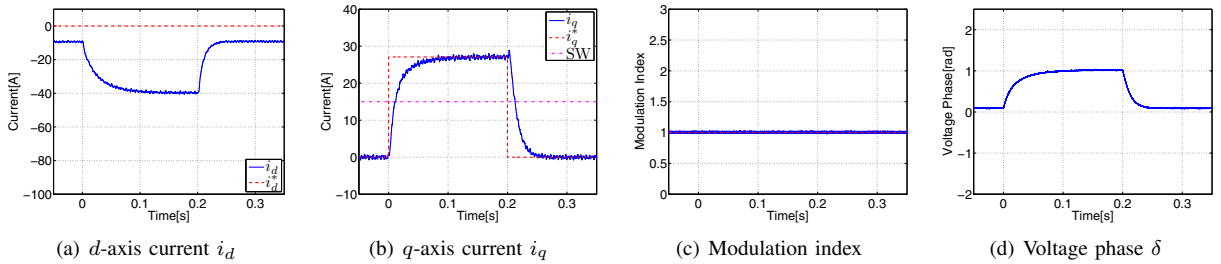 0
−20
−40
−60
−80
−100
Current[A]
0 0.1 0.2 0.3
Time[s]
i_d
i_d^*
(a) d-axis current i_d
40
30
20
10
0
−10
Current[A]
0 0.1 0.2 0.3
Time[s]
i_q
i_q^*
SW
(b) q-axis current i_q
3
2.5
2
1.5
1
0.5
0
Modulation Index
0 0.1 0.2 0.3
Time[s]
(c) Modulation index
2
1
0
−1
−2
Voltage Phase[rad]
0 0.1 0.2 0.3
Time[s]
(d) Voltage phase δ